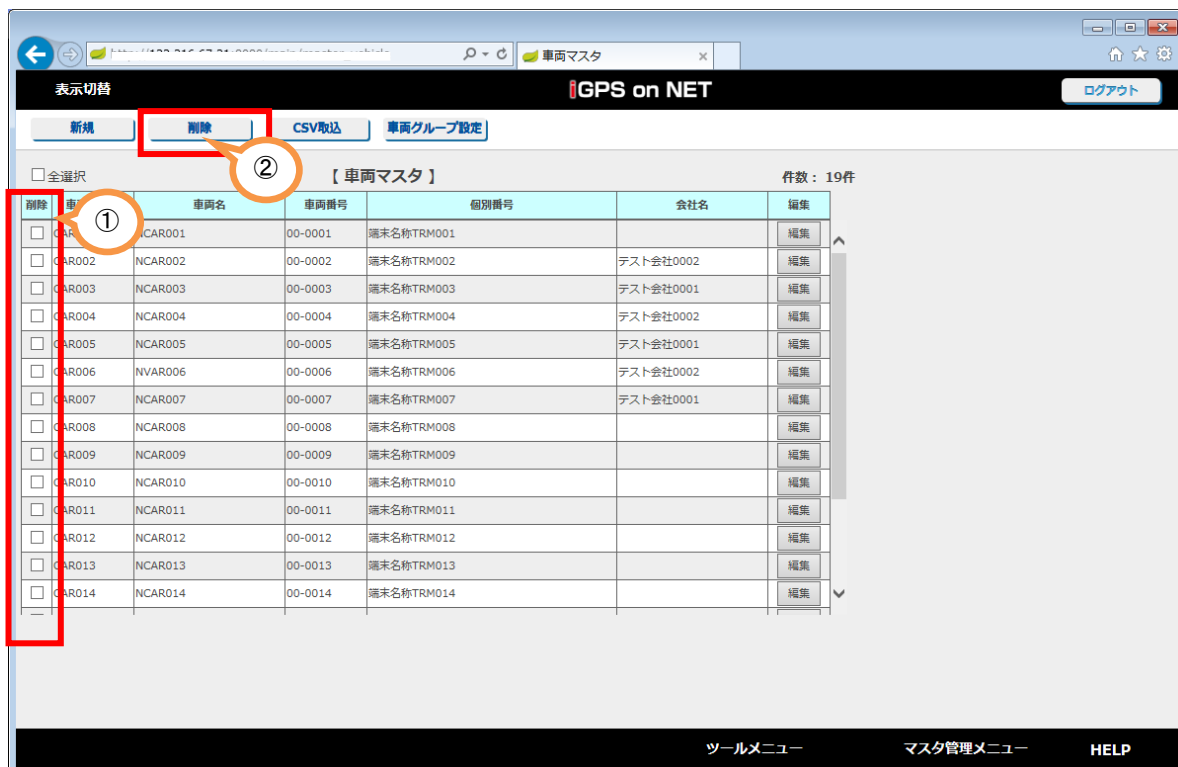 車両マスタ
表示切替 iGPS on NET ログアウト
新規 削除 CSV取込 車両グループ設定
②
全選択 【 車両マスタ 】 件数： 19件
削除 車 車両名 車両番号 個別番号 会社名 編集
①
NCAR001 00-0001 端末名称TRM001 編集
CAR002 NCAR002 00-0002 端末名称TRM002 テスト会社0002 編集
CAR003 NCAR003 00-0003 端末名称TRM003 テスト会社0001 編集
CAR004 NCAR004 00-0004 端末名称TRM004 テスト会社0002 編集
CAR005 NCAR005 00-0005 端末名称TRM005 テスト会社0001 編集
CAR006 NVAR006 00-0006 端末名称TRM006 テスト会社0002 編集
CAR007 NCAR007 00-0007 端末名称TRM007 テスト会社0001 編集
CAR008 NCAR008 00-0008 端末名称TRM008 編集
CAR009 NCAR009 00-0009 端末名称TRM009 編集
CAR010 NCAR010 00-0010 端末名称TRM010 編集
CAR011 NCAR011 00-0011 端末名称TRM011 編集
CAR012 NCAR012 00-0012 端末名称TRM012 編集
CAR013 NCAR013 00-0013 端末名称TRM013 編集
CAR014 NCAR014 00-0014 端末名称TRM014 編集
ツールメニュー マスタ管理メニュー HELP